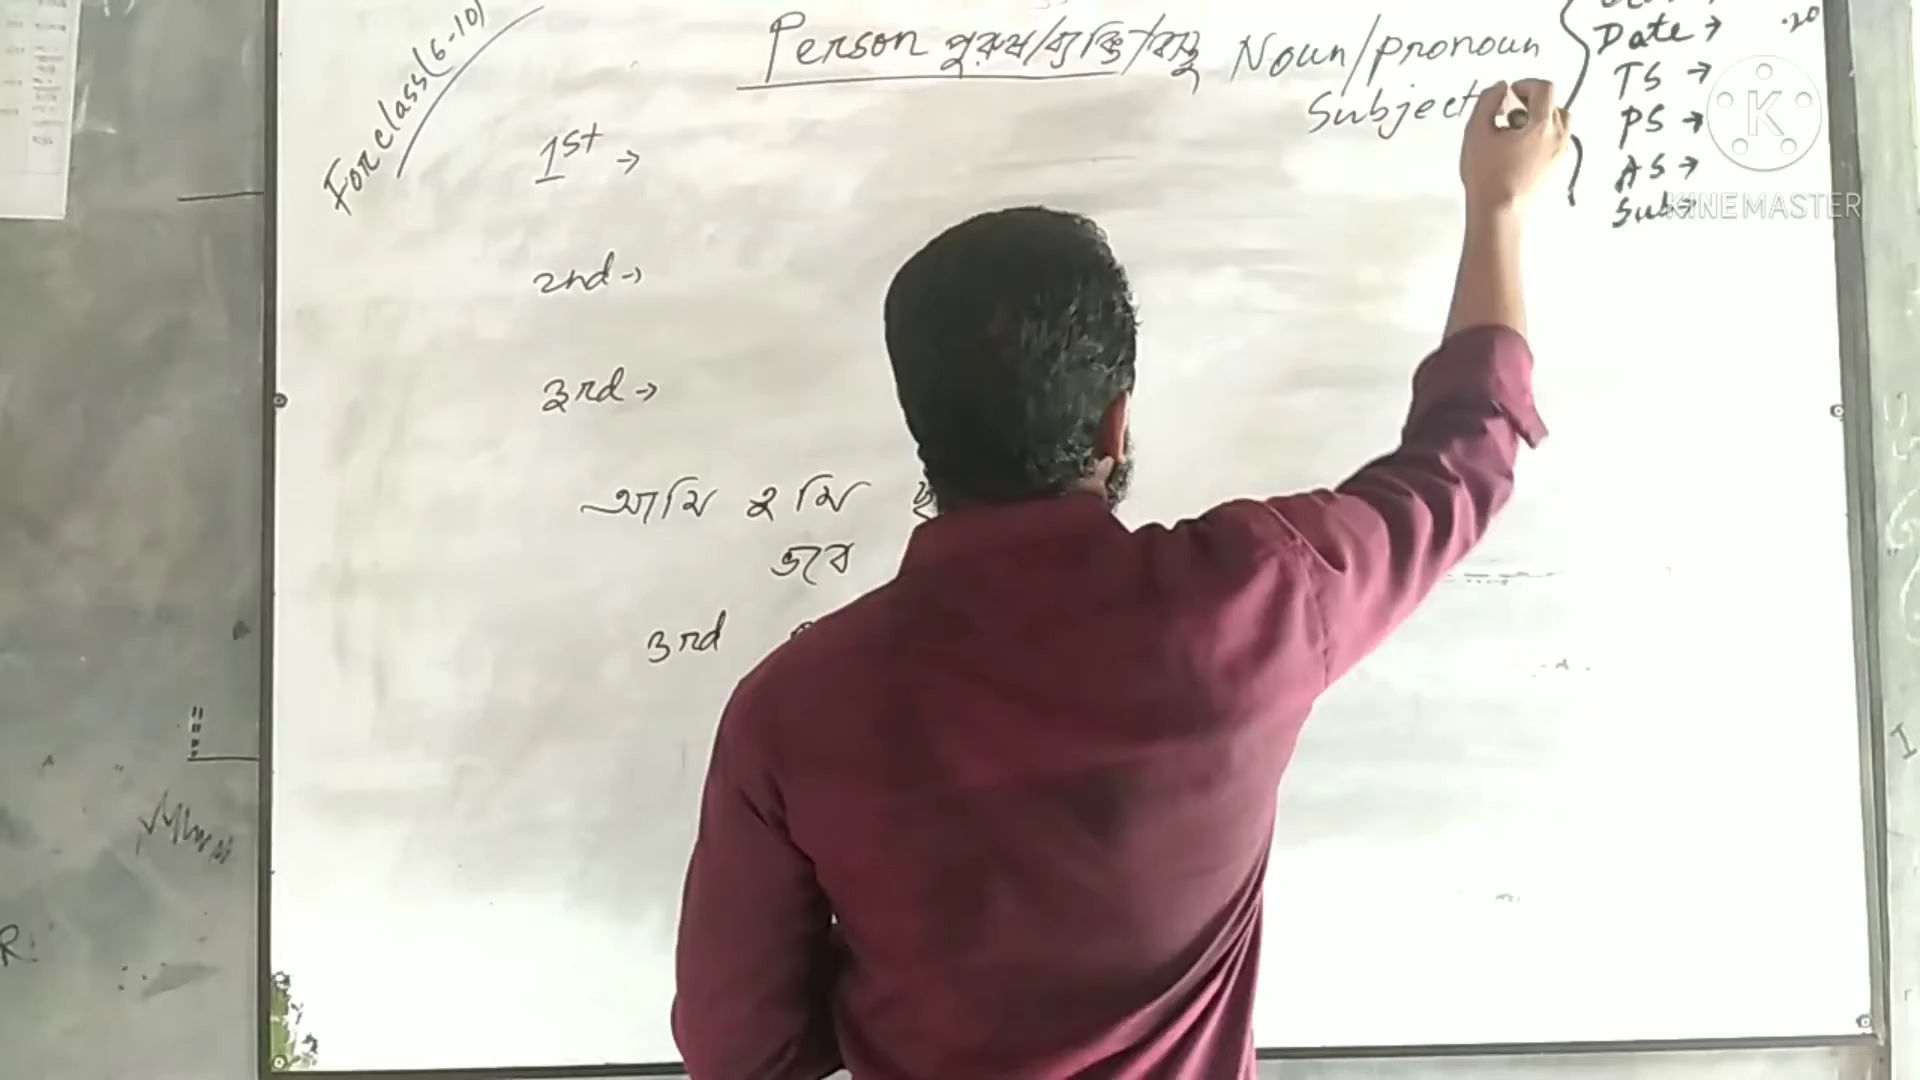 For class (6-10)
Person পুরুষ/ব্যক্তি/বস্তু Noun/pronoun
Subject
Date →
TS →
PS →
AS →
Sub →
1st →
2nd →
3rd →
আমি তুমি
তবে
3rd
KINEMASTER